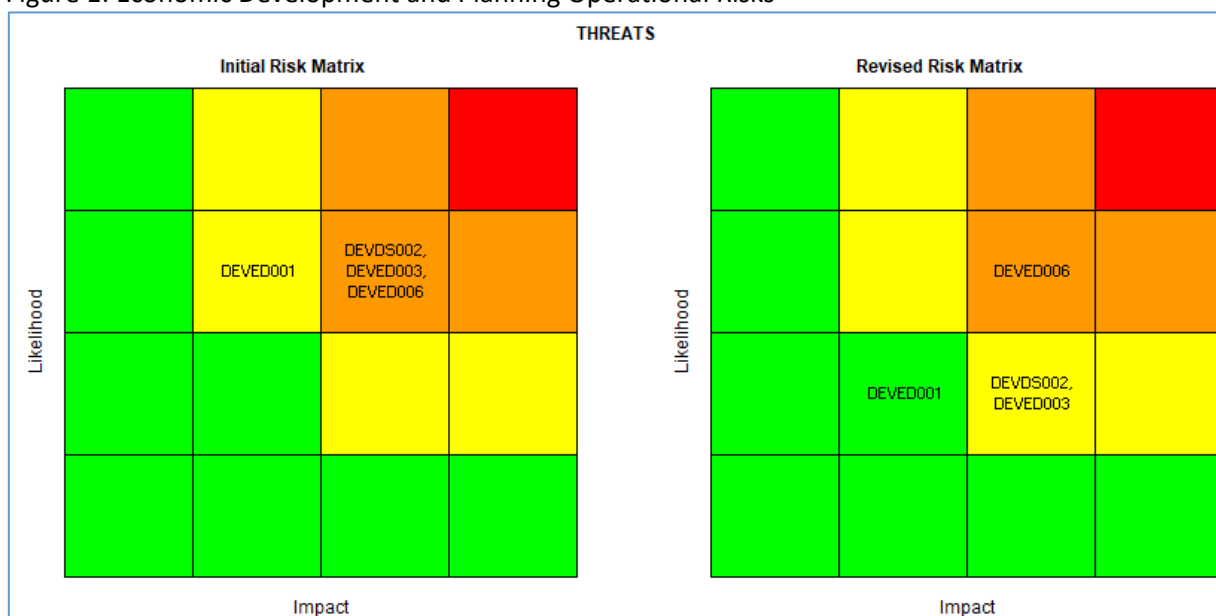 Figure 1: Economic Development and Planning Operational Risks
THREATS
Initial Risk Matrix
Likelihood
DEVED001
DEVDS002,
DEVED003,
DEVED006
Impact
Revised Risk Matrix
Likelihood
DEVED006
DEVED001
DEVDS002,
DEVED003
Impact